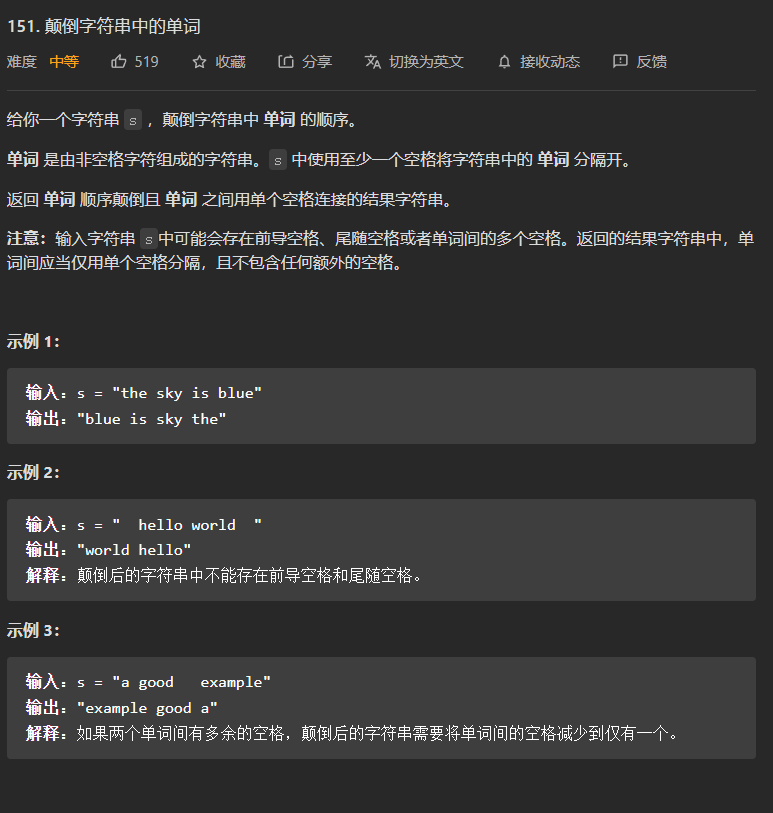 151. 颠倒字符串中的单词
难度 中等 519 收藏 分享 切换为英文 接收动态 反馈
给你一个字符串 s ，颠倒字符串中 单词 的顺序。
单词 是由非空格字符组成的字符串。s 中使用至少一个空格将字符串中的 单词 分隔开。
返回 单词 顺序颠倒且 单词 之间用单个空格连接的结果字符串。
注意：输入字符串 s中可能会存在前导空格、尾随空格或者单词间的多个空格。返回的结果字符串中，单
词间应当仅用单个空格分隔，且不包含任何额外的空格。
示例 1：
输入：s = "the sky is blue"
输出："blue is sky the"
示例 2：
输入：s = "  hello world  "
输出："world hello"
解释：颠倒后的字符串中不能存在前导空格和尾随空格。
示例 3：
输入：s = "a good   example"
输出："example good a"
解释：如果两个单词间有多余的空格，颠倒后的字符串需要将单词间的空格减少到仅有一个。